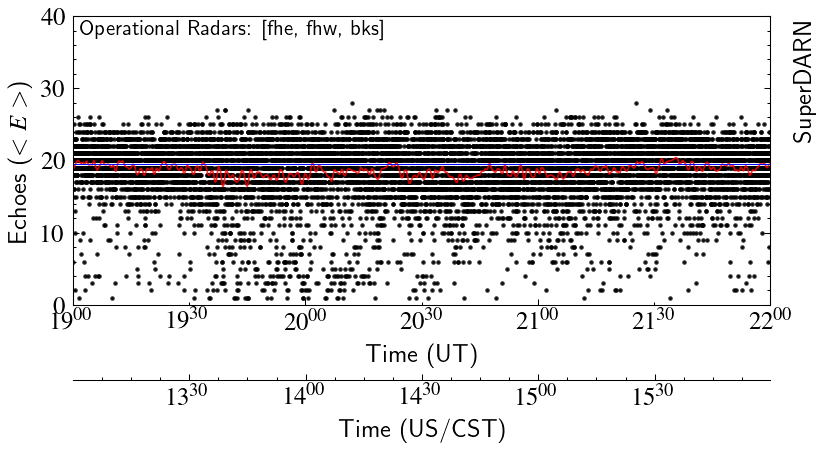 Operational Radars: [fhe, fhw, bks]
SuperDARN
Echoes (< E >)
40
30
20
10
0
19^00 19^30 20^00 20^30 21^00 21^30 22^00
Time (UT)
13^30 14^00 14^30 15^00 15^30
Time (US/CST)